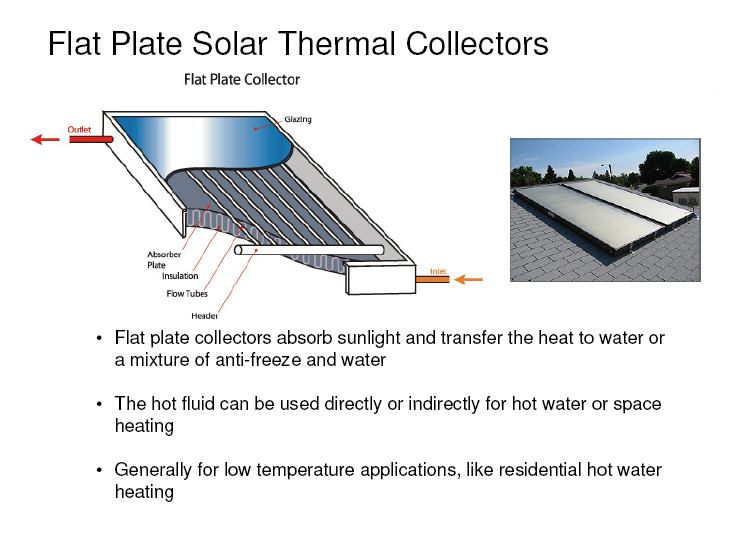 Flat Plate Solar Thermal Collectors
Flat Plate Collector
Glazing
Outlet
Absorber
Plate
Insulation
Flow Tubes
Header
Inlet
• Flat plate collectors absorb sunlight and transfer the heat to water or
a mixture of anti-freeze and water
• The hot fluid can be used directly or indirectly for hot water or space
heating
• Generally for low temperature applications, like residential hot water
heating